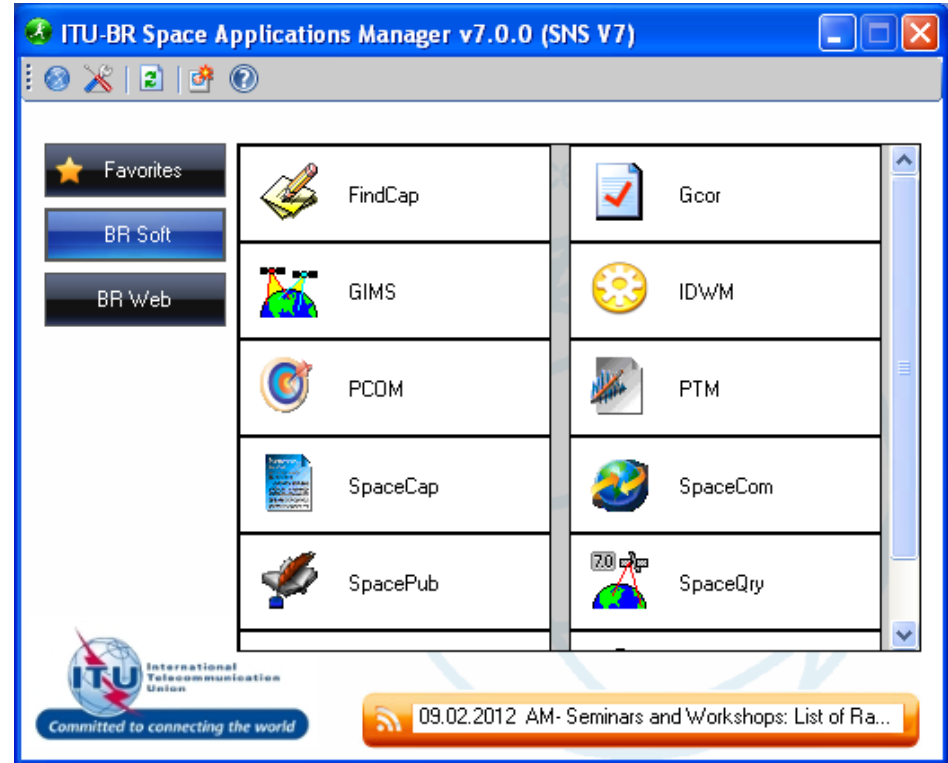 ITU-BR Space Applications Manager v7.0.0 (SNS V7)
Favorites
BR Soft
BR Web
FindCap
Gcor
GIMS
IDWM
PCOM
PTM
SpaceCap
SpaceCom
SpacePub
7.0
SpaceQry
ITU
International
Telecommunication
Union
Committed to connecting the world
09.02.2012 AM- Seminars and Workshops: List of Ra...